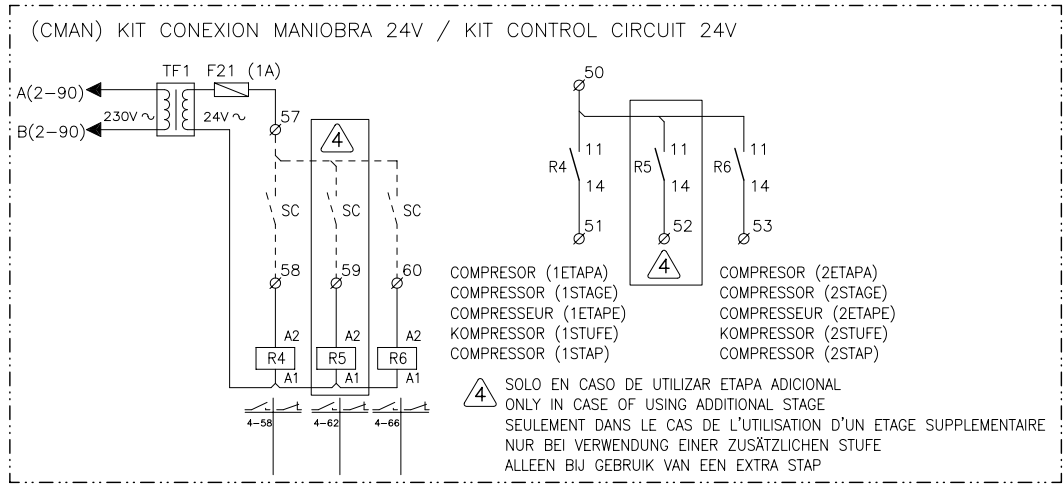 (CMAN) KIT CONEXION MANIOBRA 24V / KIT CONTROL CIRCUIT 24V
TF1 F21 (1A)
A(2-90)
B(2-90)
230V ~ 24V ~
57
4
SC SC SC
58 59 60
A2 A2 A2
R4 R5 R6
A1 A1 A1
4-58 4-62 4-66
50
11 11 11
R4 R5 R6
14 14 14
51 52 53
4
COMPRESOR (1ETAPA)
COMPRESSOR (1STAGE)
COMPRESSEUR (1ETAPE)
KOMPRESSOR (1STUFE)
COMPRESSOR (1STAP)
COMPRESOR (2ETAPA)
COMPRESSOR (2STAGE)
COMPRESSEUR (2ETAPE)
KOMPRESSOR (2STUFE)
COMPRESSOR (2STAP)
4 SOLO EN CASO DE UTILIZAR ETAPA ADICIONAL
ONLY IN CASE OF USING ADDITIONAL STAGE
SEULEMENT DANS LE CAS DE L'UTILISATION D'UN ETAGE SUPPLEMENTAIRE
NUR BEI VERWENDUNG EINER ZUSÄTZLICHEN STUFE
ALLEEN BIJ GEBRUIK VAN EEN EXTRA STAP